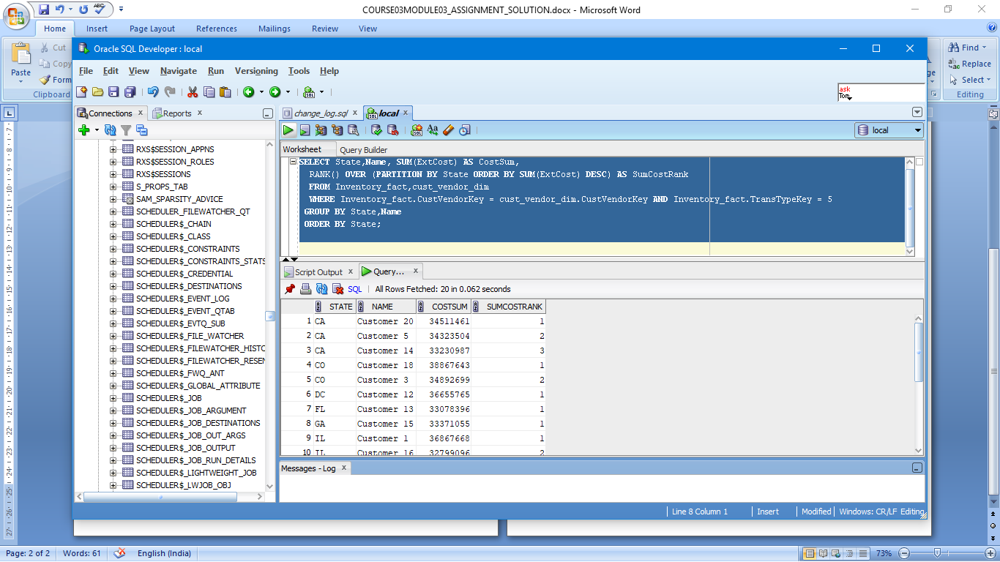 COURSE03MODULE03_ASSIGNMENT_SOLUTION.docx - Microsoft Word
Home Insert Page Layout References Mailings Review View
Paste
Cut
Copy
Form
Clipboard
Find
Replace
Select
Editing
Oracle SQL Developer : local
File Edit View Navigate Run Versioning Tools Help
ask
Tom
Connections x Reports x
change_log.sql x local x
local
Worksheet Query Builder
RXS$SESSION_APPNS
RXS$SESSION_ROLES
RXS$SESSIONS
S_PROPS_TAB
SAM_SPARSITY_ADVICE
SCHEDULER_FILEWATCHER_QT
SCHEDULER$_CHAIN
SCHEDULER$_CLASS
SCHEDULER$_CONSTRAINTS
SCHEDULER$_CONSTRAINTS_STATS
SCHEDULER$_CREDENTIAL
SCHEDULER$_DESTINATIONS
SCHEDULER$_EVENT_LOG
SCHEDULER$_EVENT_QTAB
SCHEDULER$_EVTQ_SUB
SCHEDULER$_FILE_WATCHER
SCHEDULER$_FILEWATCHER_HISTO
SCHEDULER$_FILEWATCHER_RESEN
SCHEDULER$_FWQ_ANT
SCHEDULER$_GLOBAL_ATTRIBUTE
SCHEDULER$_JOB
SCHEDULER$_JOB_ARGUMENT
SCHEDULER$_JOB_DESTINATIONS
SCHEDULER$_JOB_OUT_ARGS
SCHEDULER$_JOB_OUTPUT
SCHEDULER$_JOB_RUN_DETAILS
SCHEDULER$_LIGHTWEIGHT_JOB
SCHEDULER$_LWJOB_OBJ
SELECT State,Name, SUM(ExtCost) AS CostSum,
RANK() OVER (PARTITION BY State ORDER BY SUM(ExtCost) DESC) AS SumCostRank
FROM Inventory_fact,cust_vendor_dim
WHERE Inventory_fact.CustVendorKey = cust_vendor_dim.CustVendorKey AND Inventory_fact.TransTypeKey = 5
GROUP BY State,Name
ORDER BY State;
Script Output x Query... x
SQL | All Rows Fetched: 20 in 0.062 seconds
STATE NAME COSTSUM SUMCOSTRANK
1 CA Customer 20 34511461 1
2 CA Customer 5 34323504 2
3 CA Customer 14 33230987 3
4 CO Customer 18 38867643 1
5 CO Customer 3 34892699 2
6 DC Customer 12 36655765 1
7 FL Customer 13 33078396 1
8 GA Customer 15 33371055 1
9 IL Customer 1 36867668 1
10 IL Customer 16 32799096 2
Messages - Log x
Line 8 Column 1 Insert Modified Windows: CR/LF Editing
Page: 2 of 2 Words: 61 English (India) 73%